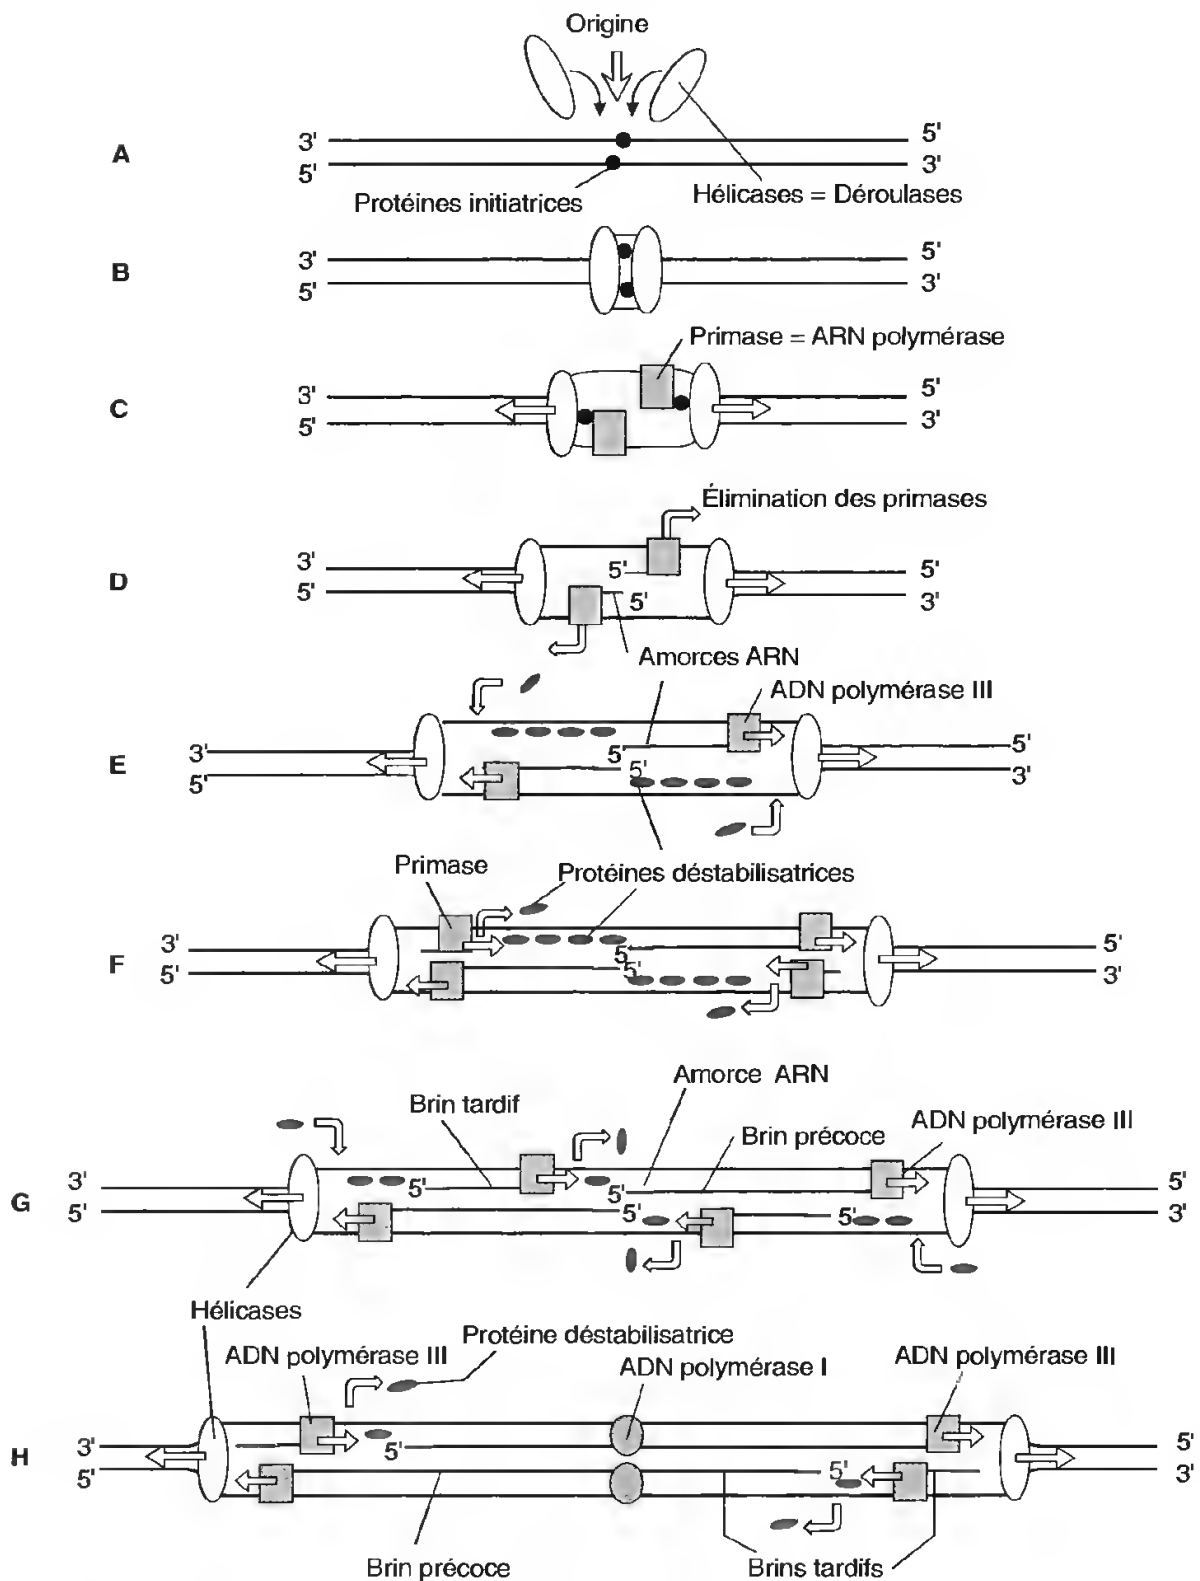 Origine
3' 5'
A
5' 3'
Protéines initiatrices Hélicases = Déroulases
3' 5'
B
5' 3'
Primase = ARN polymérase
3' 5'
C
5' 3'
Élimination des primases
3' 5' 5'
D
5' 5' 3'
Amorces ARN
ADN polymérase III
3' 5 5'
E
5' 5' 3'
Primase Protéines déstabilisatrices
3' 5 5'
F
5' 5' 3'
Amorce ARN
Brin tardif ADN polymérase III
Brin précoce
3' 5' 5' 5'
G
5' 5' 5' 3'
Hélicases
Protéine déstabilisatrice
ADN polymérase III ADN polymérase I ADN polymérase III
3' 5' 5'
H
5' 5' 3'
Brin précoce Brins tardifs